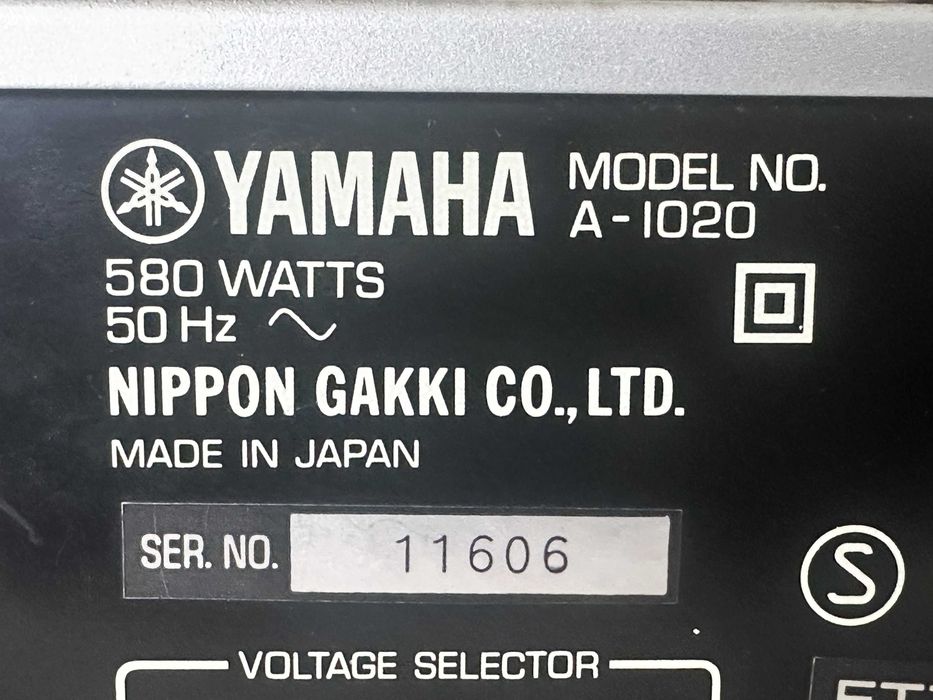 YAMAHA MODEL NO.
A-1020
580 WATTS
50 Hz
NIPPON GAKKI CO., LTD.
MADE IN JAPAN
SER. NO. 11606
S
VOLTAGE SELECTOR